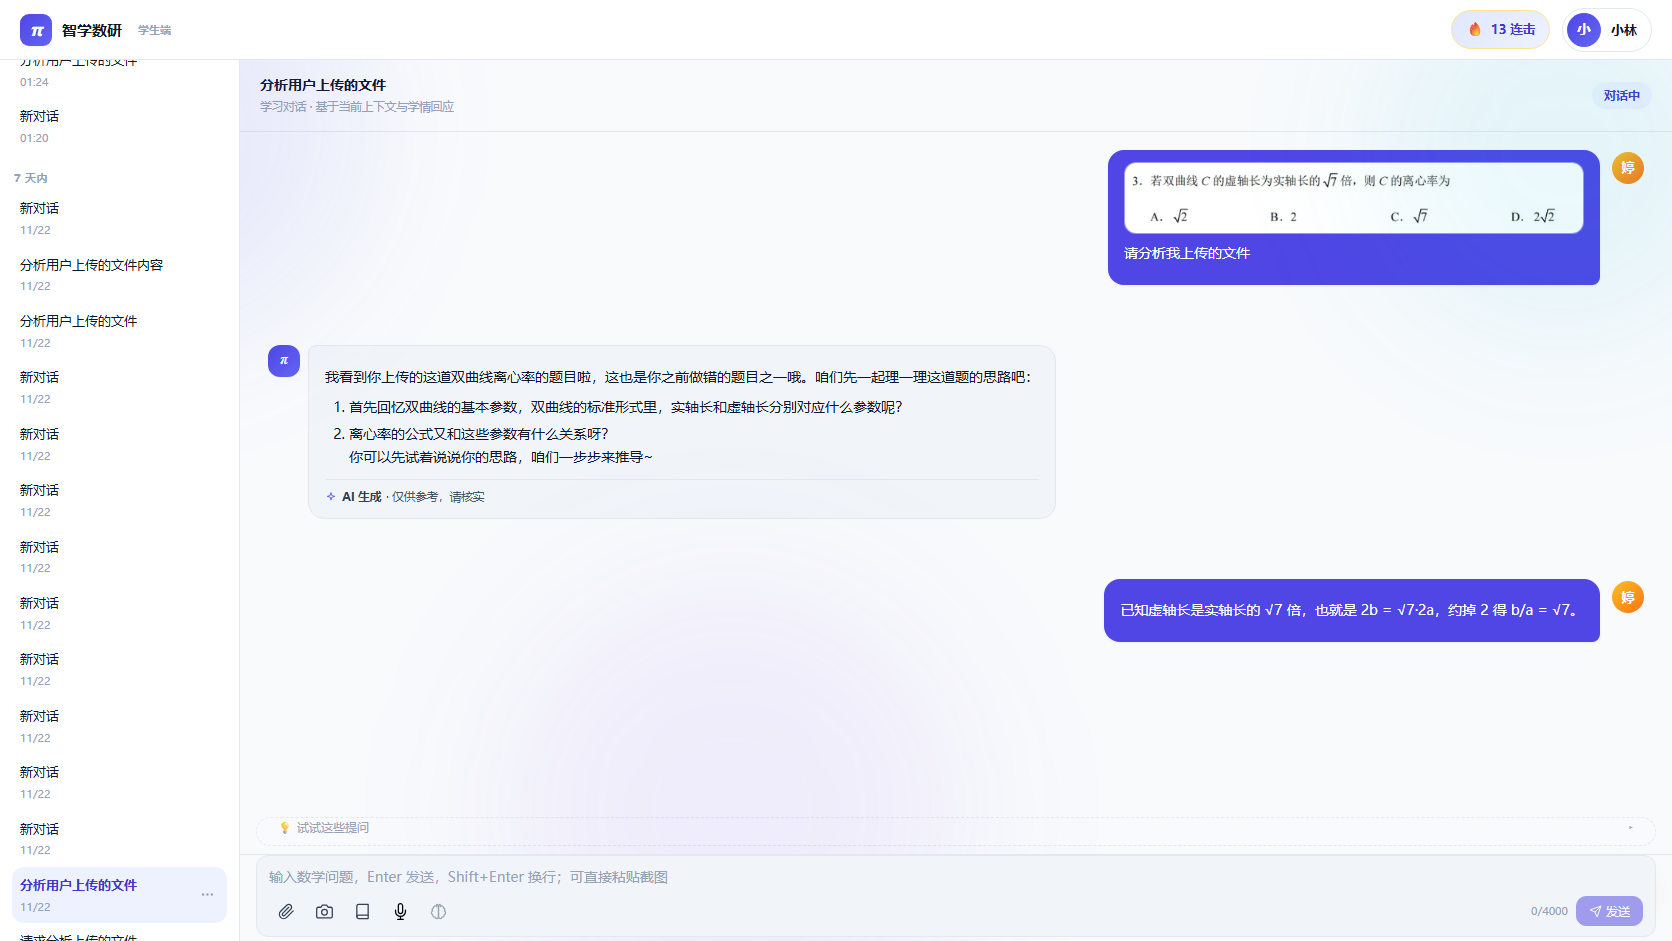 π 智学数研 学生端
13 连击
小 小林
分析用户上传的文件
01:24
新对话
01:20
7 天内
新对话
11/22
分析用户上传的文件内容
11/22
分析用户上传的文件
11/22
新对话
11/22
新对话
11/22
新对话
11/22
新对话
11/22
新对话
11/22
新对话
11/22
新对话
11/22
新对话
11/22
新对话
11/22
分析用户上传的文件
11/22
请求分析上传的文件
分析用户上传的文件
学习对话 · 基于当前上下文与学情回应
对话中
3. 若双曲线 C 的虚轴长为实轴长的 √7 倍，则 C 的离心率为
A. √2 B. 2 C. √7 D. 2√2
请分析我上传的文件
婷
π
我看到你上传的这道双曲线离心率的题目啦，这也是你之前做错的题目之一哦。咱们先一起理一理这道题的思路吧：
1. 首先回忆双曲线的基本参数，双曲线的标准形式里，实轴长和虚轴长分别对应什么参数呢？
2. 离心率的公式又和这些参数有什么关系呀？
你可以先试着说说你的思路，咱们一步步来推导~
AI 生成 · 仅供参考，请核实
已知虚轴长是实轴长的 √7 倍，也就是 2b = √7·2a，约掉 2 得 b/a = √7。
婷
试试这些提问
输入数学问题，Enter 发送，Shift+Enter 换行；可直接粘贴截图
0/4000
发送